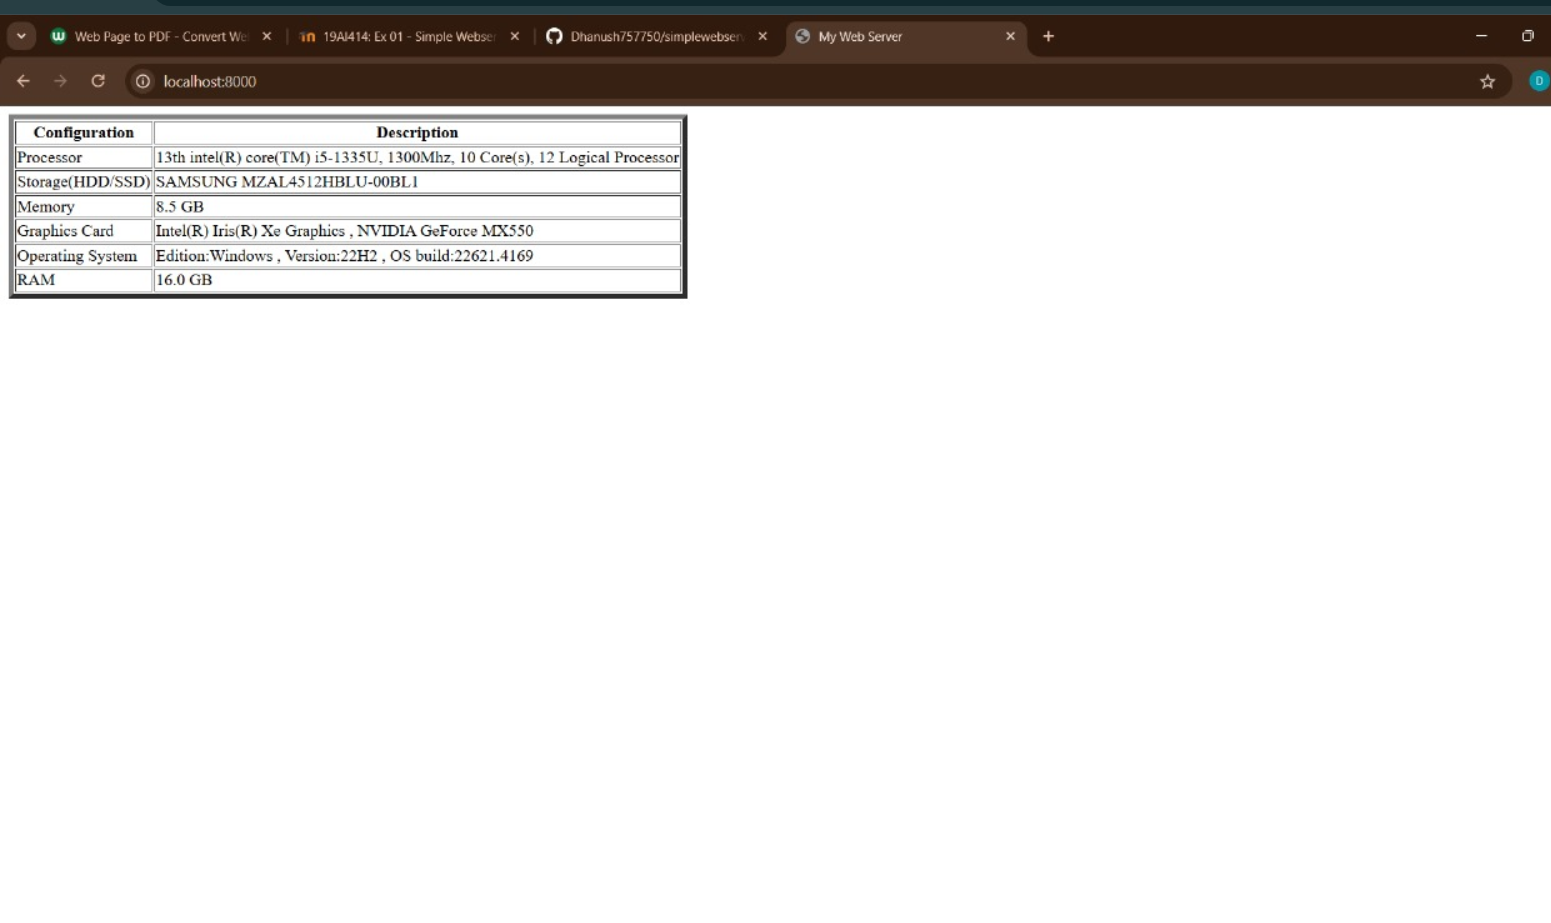 Web Page to PDF - Convert We
19AI414: Ex 01 - Simple Webser
Dhanush757750/simplewebserv
My Web Server
localhost:8000
D
Configuration Description
Processor 13th intel(R) core(TM) i5-1335U, 1300Mhz, 10 Core(s), 12 Logical Processor
Storage(HDD/SSD) SAMSUNG MZAL4512HBLU-00BL1
Memory 8.5 GB
Graphics Card Intel(R) Iris(R) Xe Graphics , NVIDIA GeForce MX550
Operating System Edition:Windows , Version:22H2 , OS build:22621.4169
RAM 16.0 GB